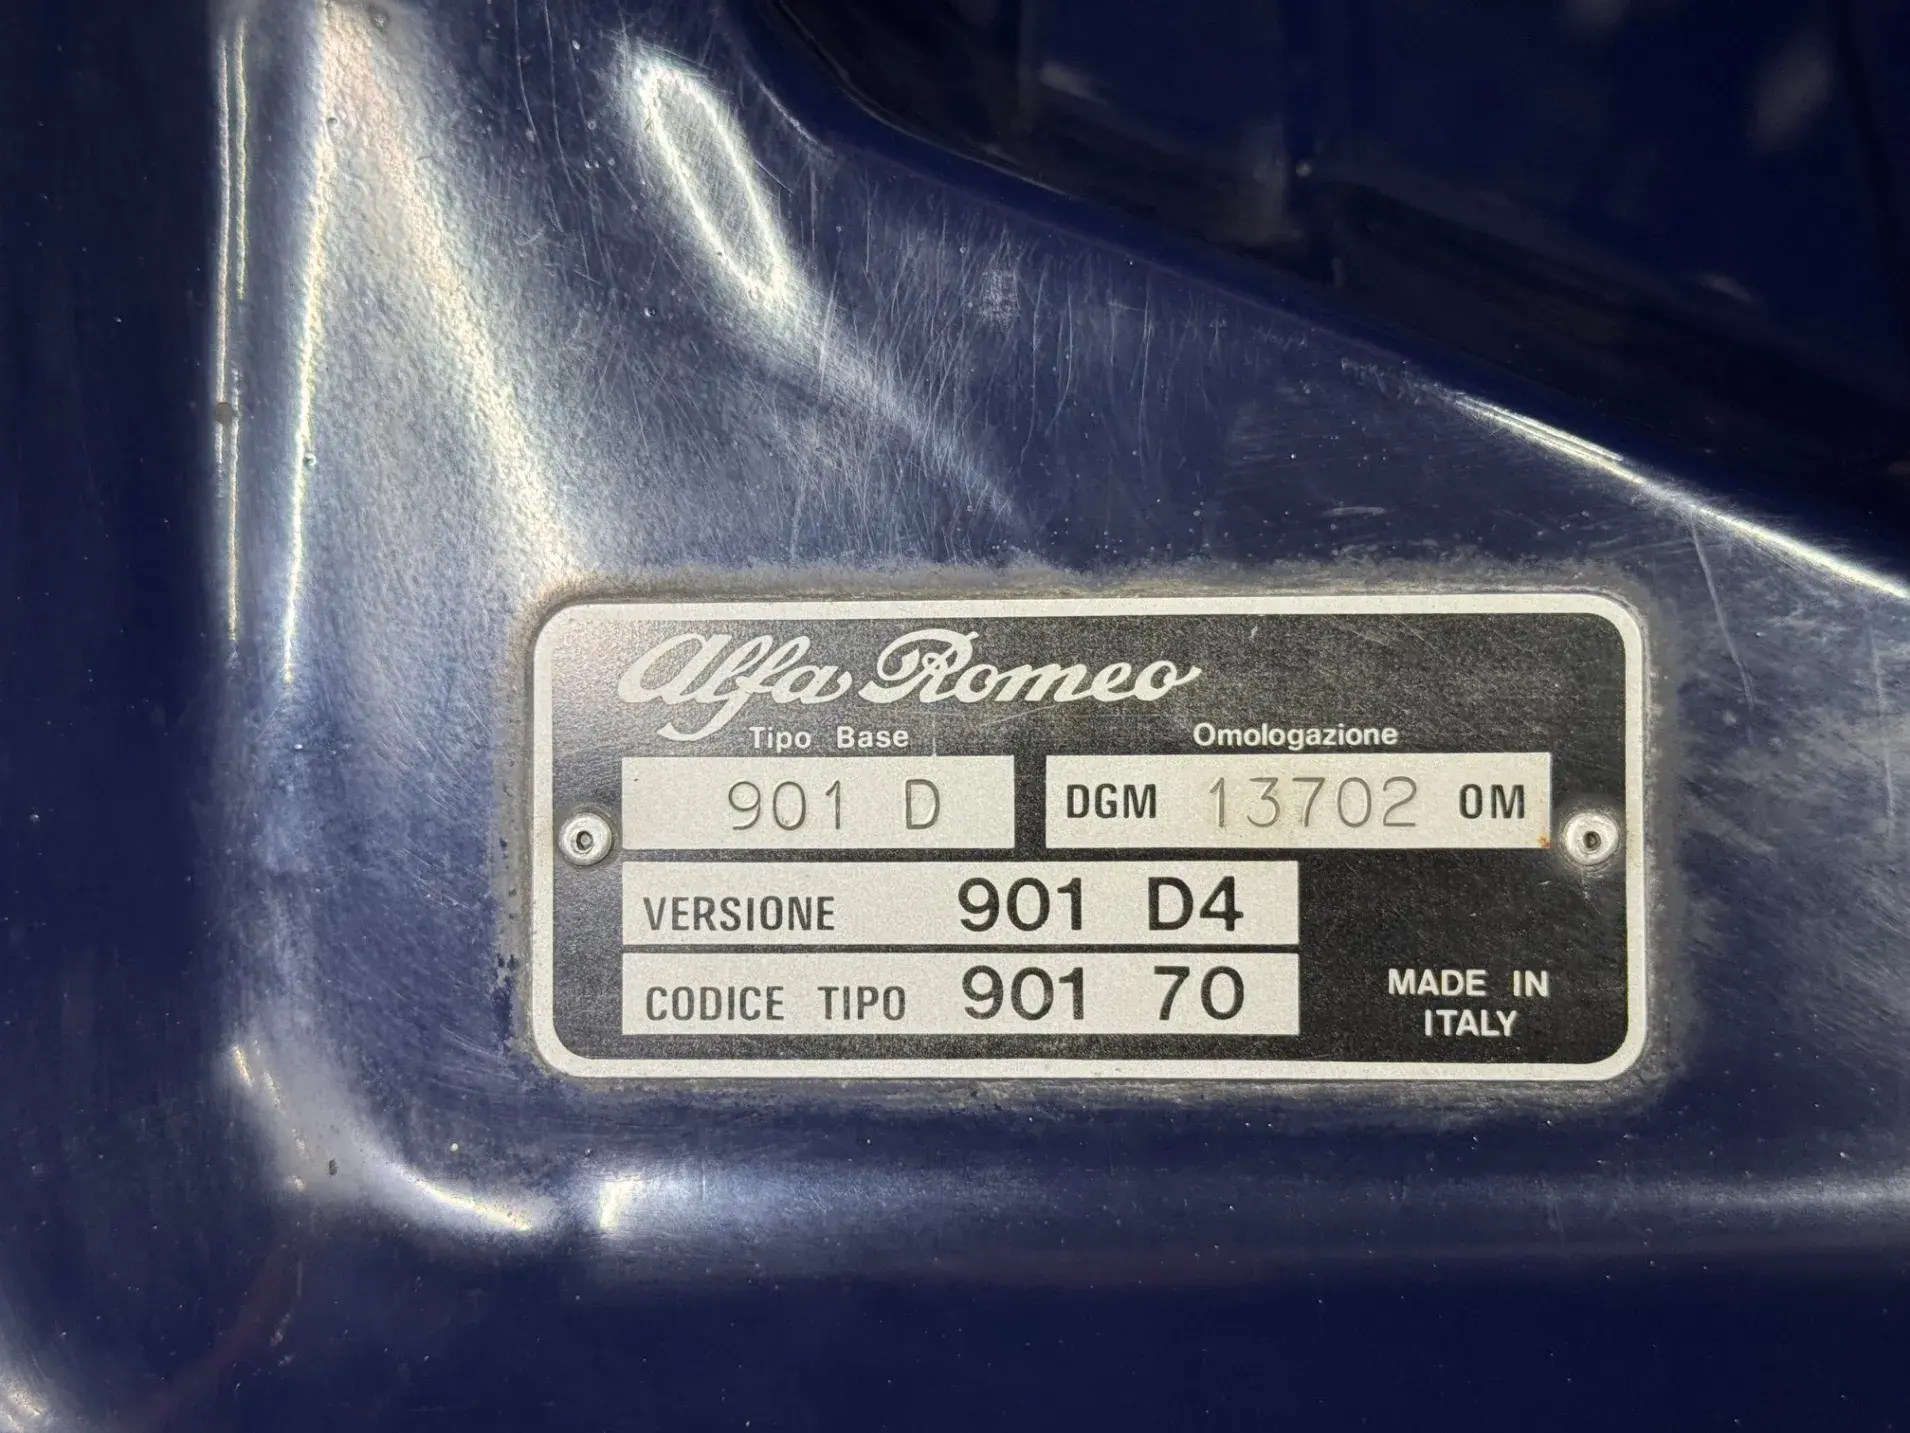 Alfa Romeo
Tipo Base
Omologazione
901 D
DGM 13702 OM
VERSIONE 901 D4
CODICE TIPO 901 70
MADE IN
ITALY